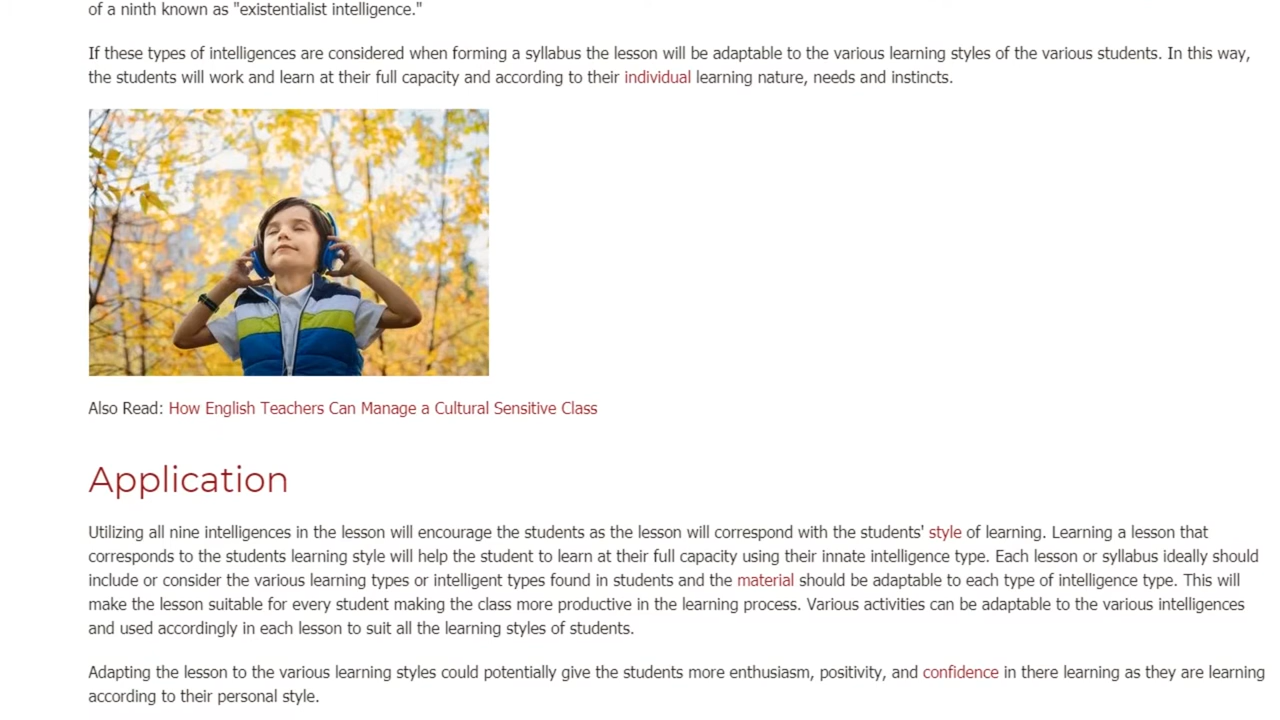 of a ninth known as "existentialist intelligence."
If these types of intelligences are considered when forming a syllabus the lesson will be adaptable to the various learning styles of the various students. In this way,
the students will work and learn at their full capacity and according to their individual learning nature, needs and instincts.
Also Read: How English Teachers Can Manage a Cultural Sensitive Class
Application
Utilizing all nine intelligences in the lesson will encourage the students as the lesson will correspond with the students' style of learning. Learning a lesson that
corresponds to the students learning style will help the student to learn at their full capacity using their innate intelligence type. Each lesson or syllabus ideally should
include or consider the various learning types or intelligent types found in students and the material should be adaptable to each type of intelligence type. This will
make the lesson suitable for every student making the class more productive in the learning process. Various activities can be adaptable to the various intelligences
and used accordingly in each lesson to suit all the learning styles of students.
Adapting the lesson to the various learning styles could potentially give the students more enthusiasm, positivity, and confidence in there learning as they are learning
according to their personal style.